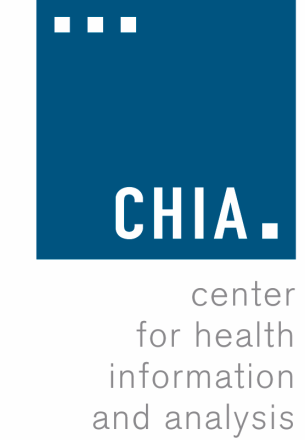 CHIA.
center
for health
information
and analysis